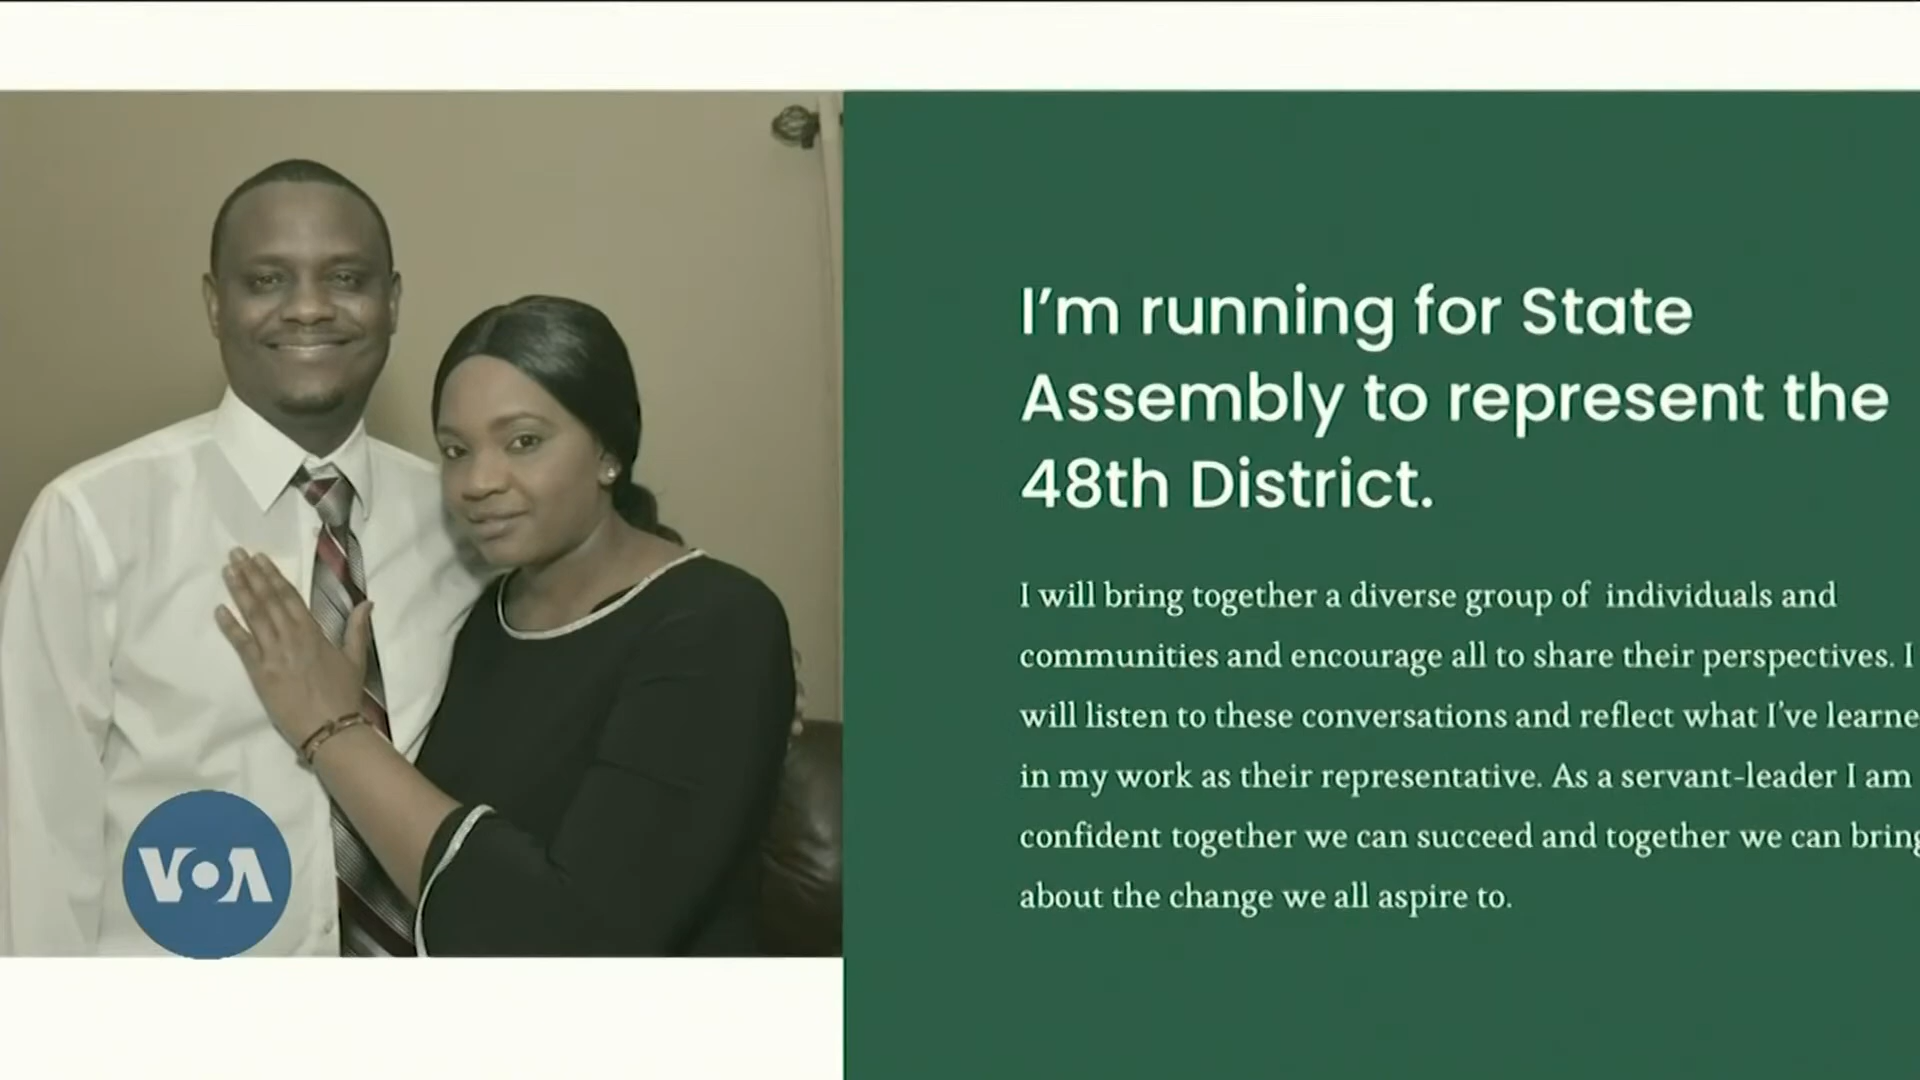 I’m running for State
Assembly to represent the
48th District.
I will bring together a diverse group of individuals and
communities and encourage all to share their perspectives. I
will listen to these conversations and reflect what I’ve learne
in my work as their representative. As a servant-leader I am
confident together we can succeed and together we can bring
about the change we all aspire to.
VOA